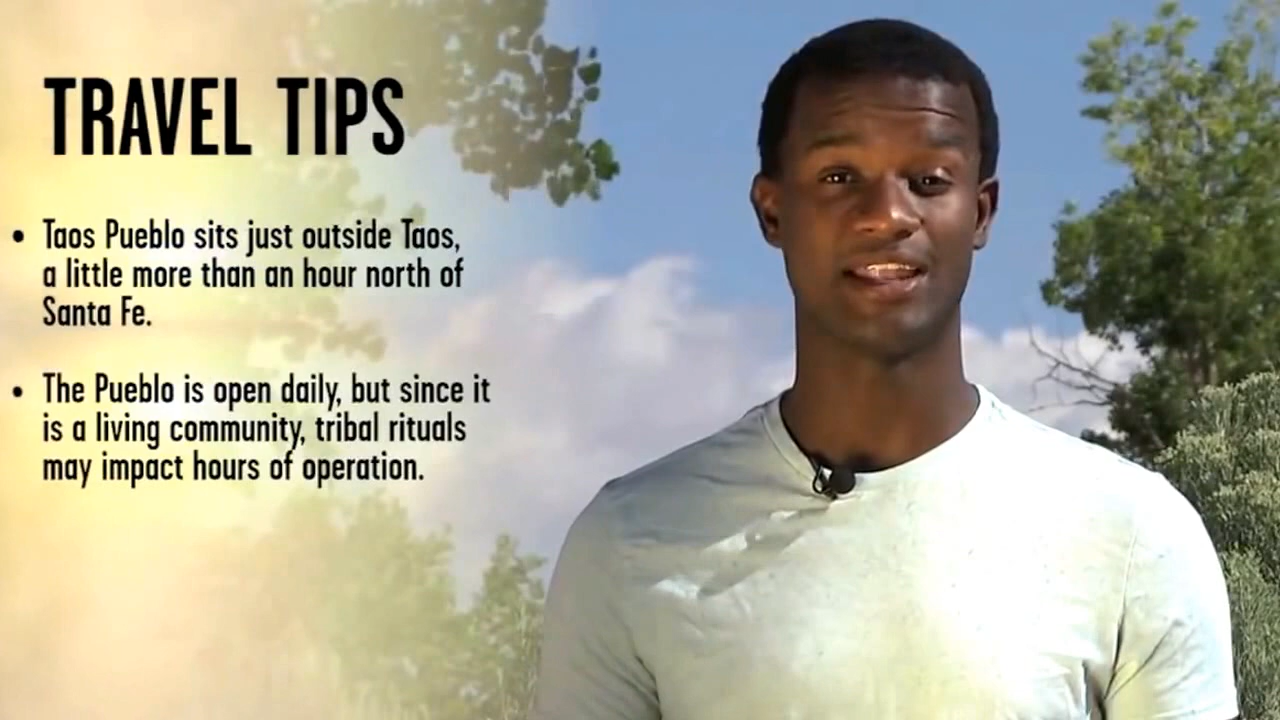 TRAVEL TIPS
• Taos Pueblo sits just outside Taos,
a little more than an hour north of
Santa Fe.
• The Pueblo is open daily, but since it
is a living community, tribal rituals
may impact hours of operation.